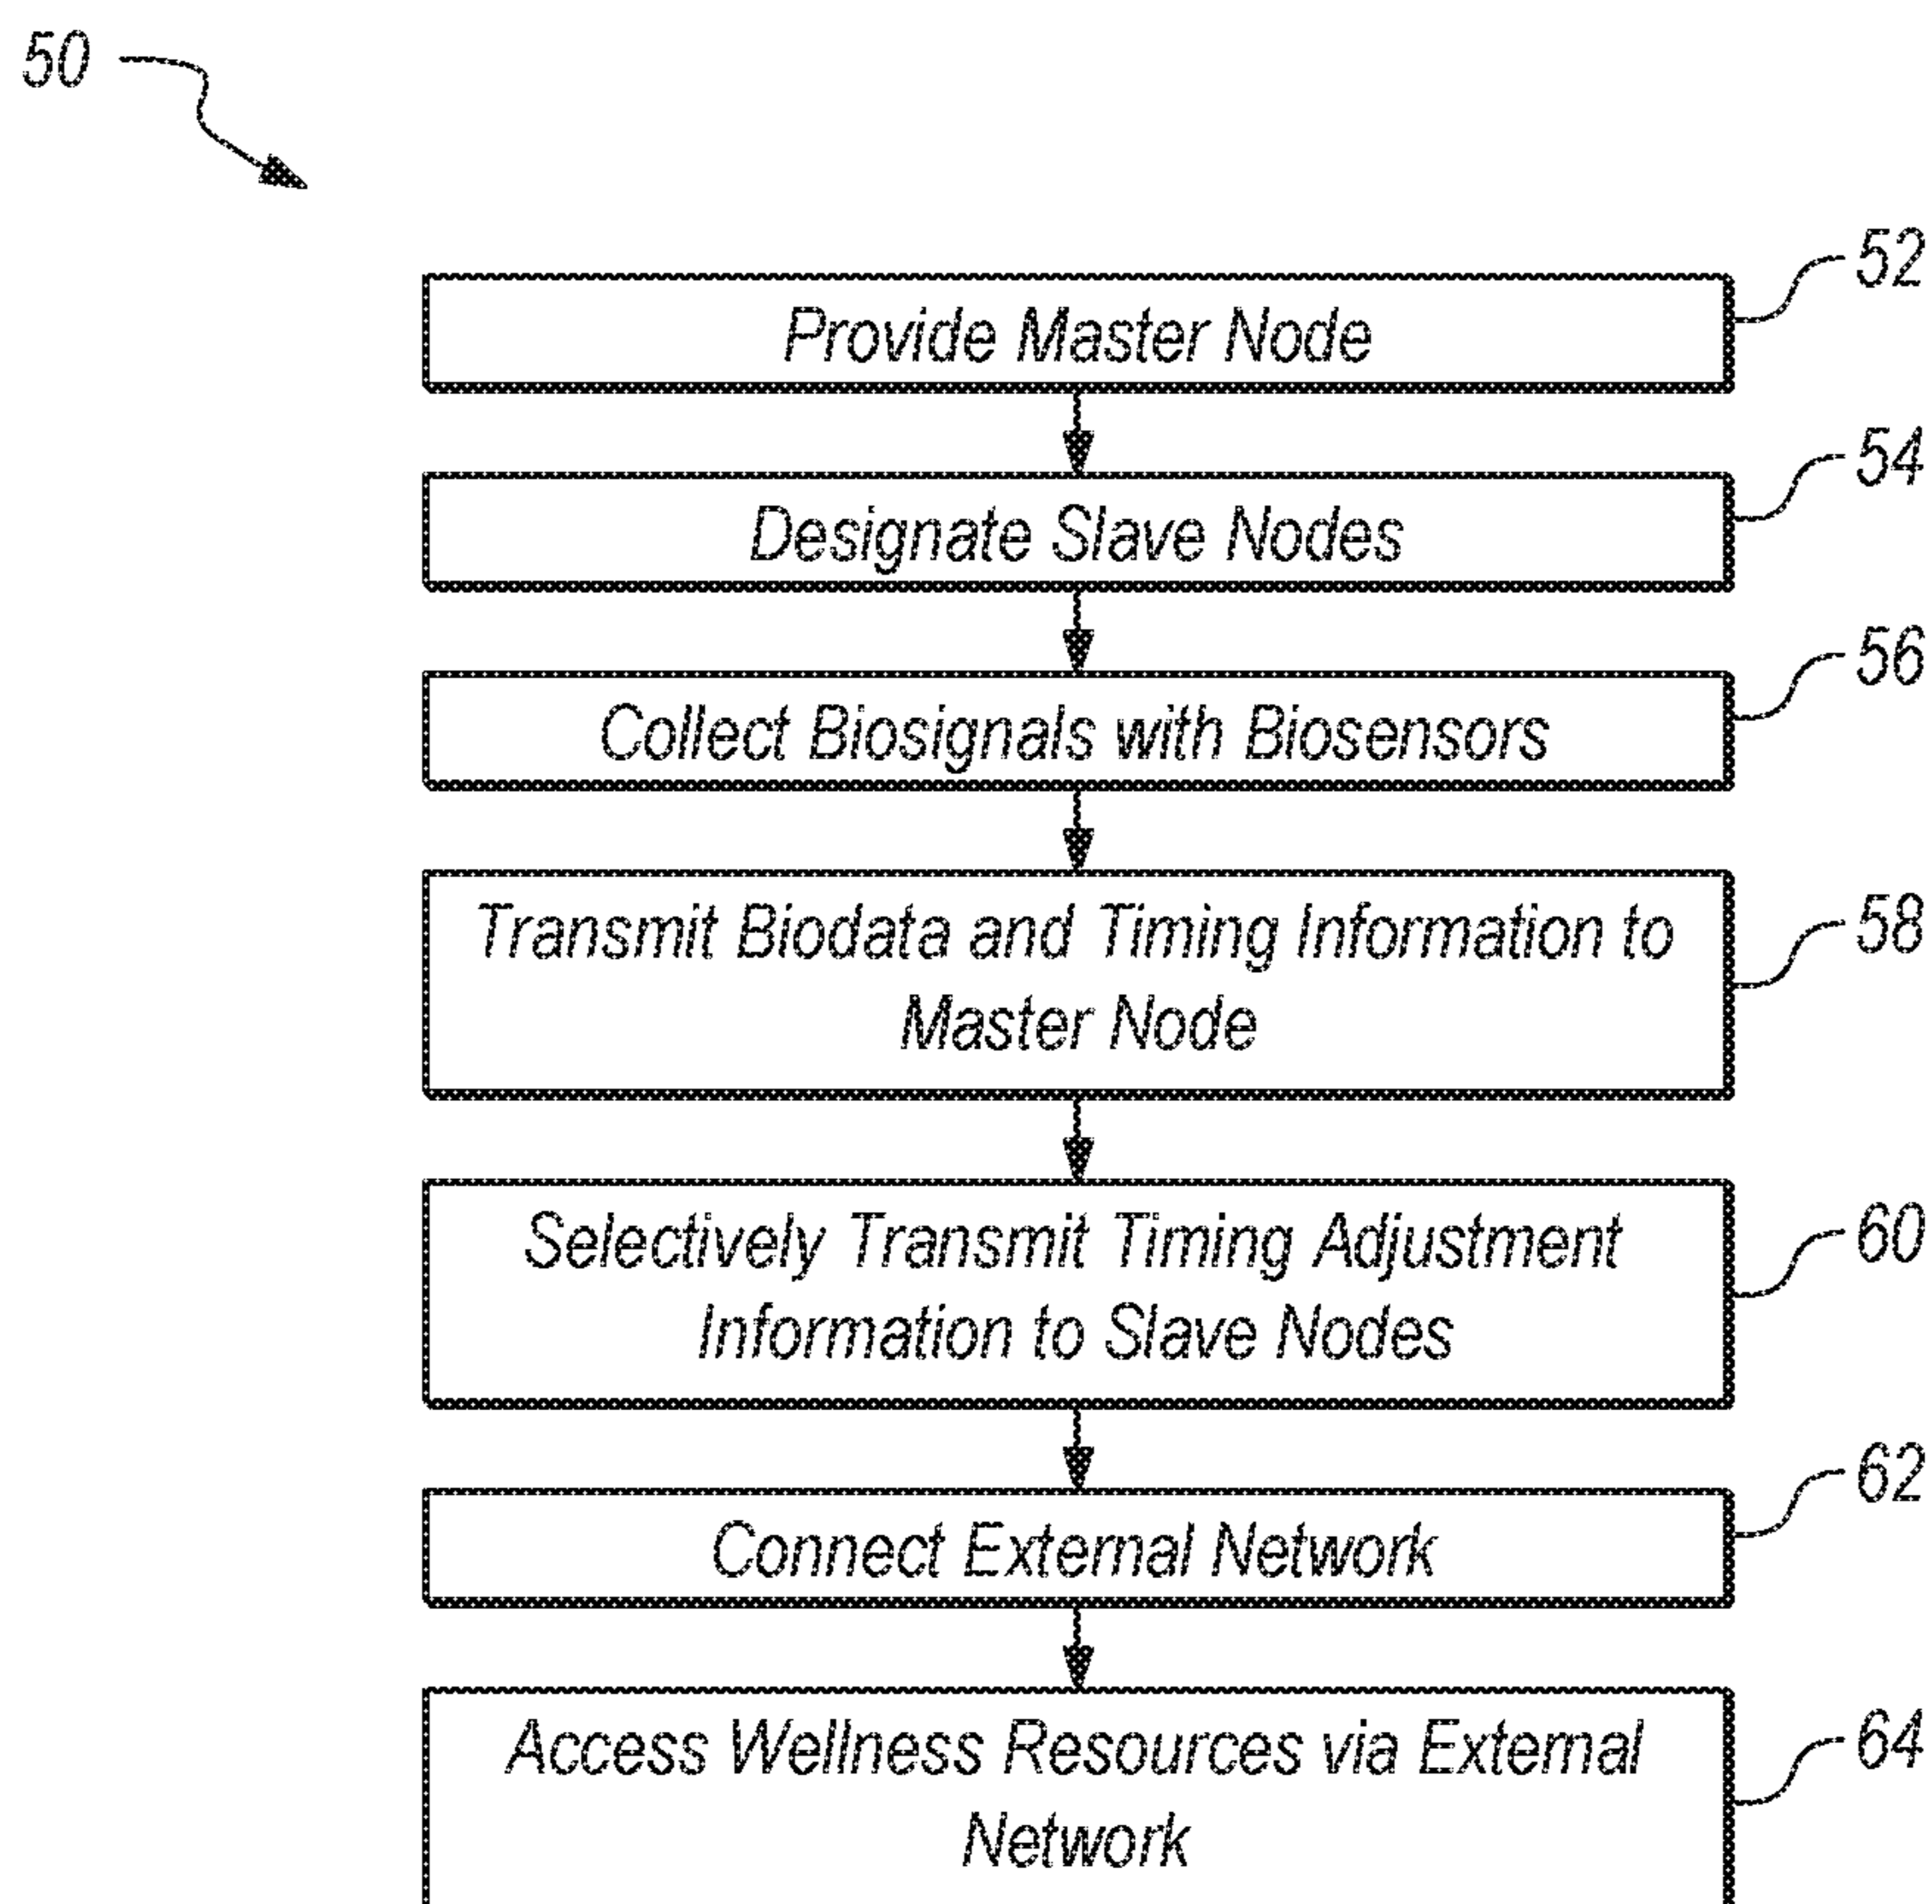 50
52
Provide Master Node
54
Designate Slave Nodes
56
Collect Biosignals with Biosensors
58
Transmit Biodata and Timing Information to
Master Node
60
Selectively Transmit Timing Adjustment
Information to Slave Nodes
62
Connect External Network
64
Access Wellness Resources via External
Network